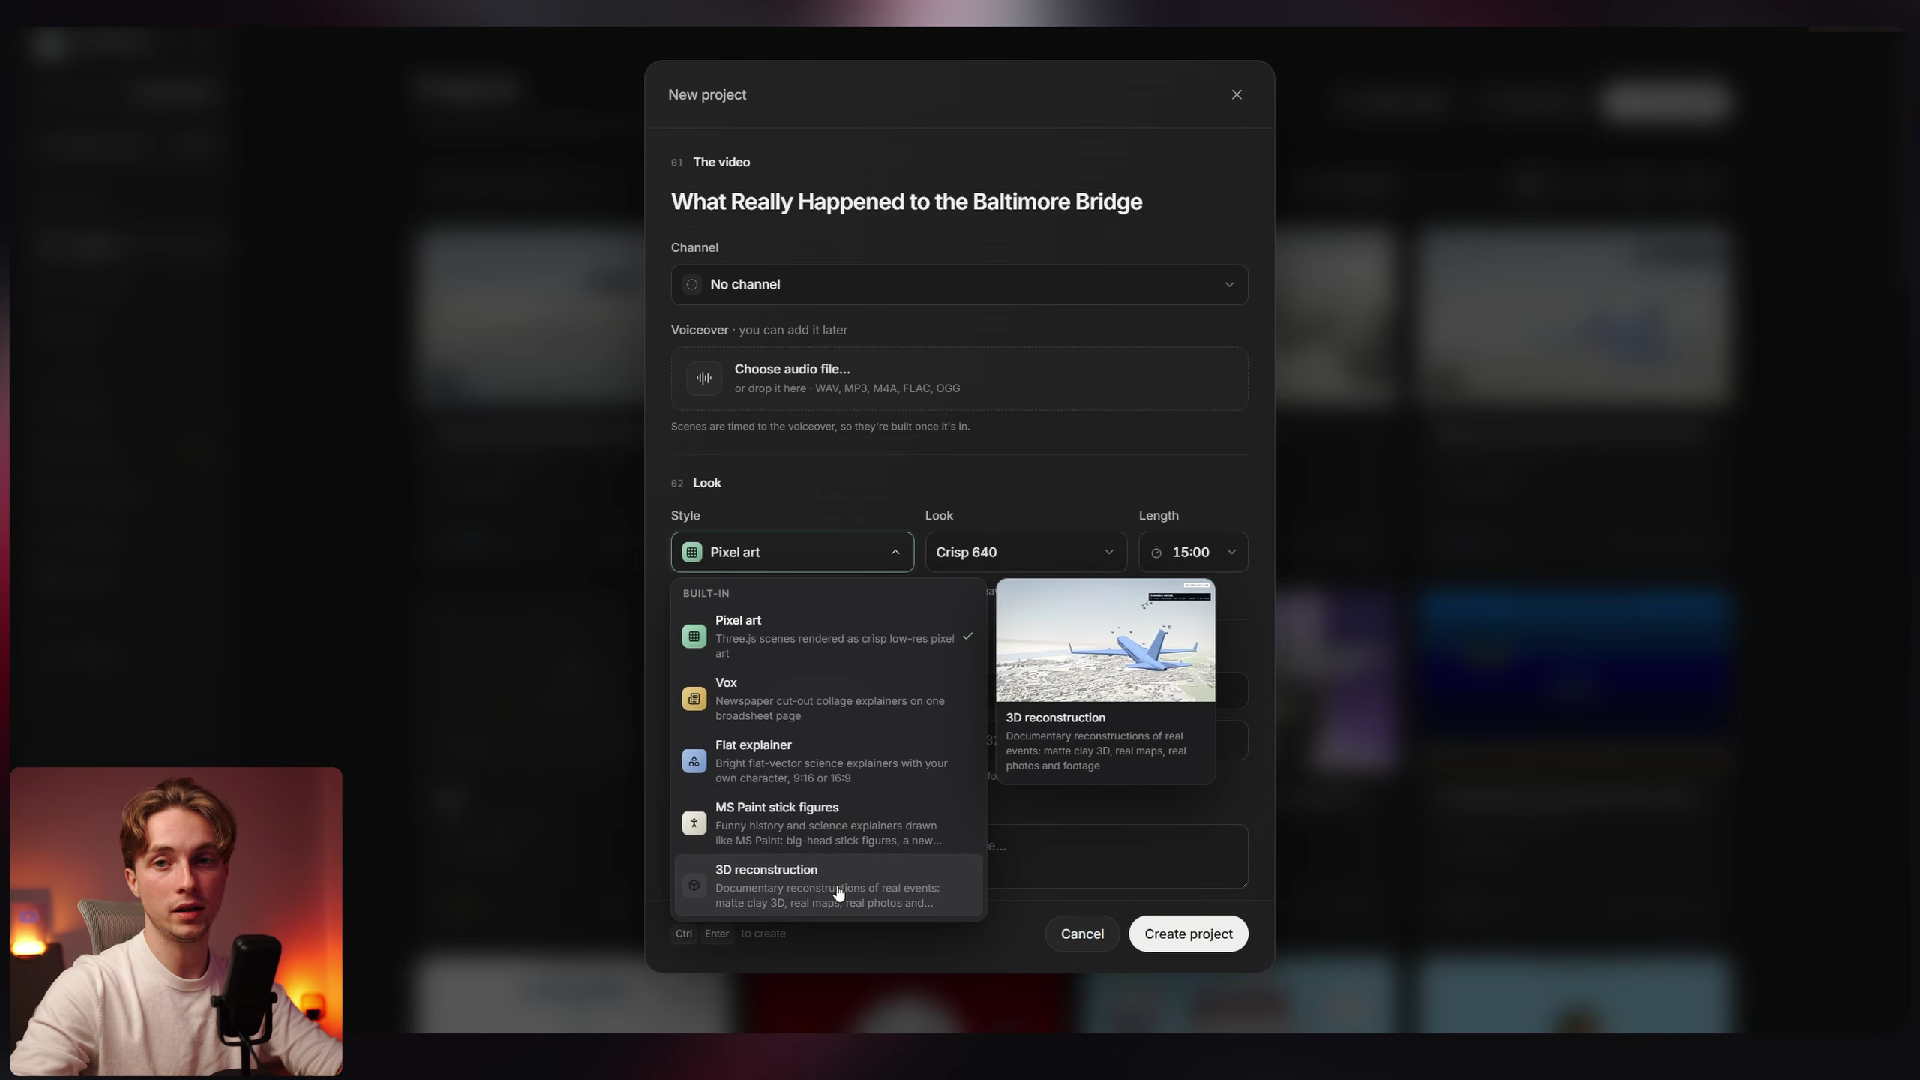 New project
01 The video
What Really Happened to the Baltimore Bridge
Channel
No channel
Voiceover · you can add it later
Choose audio file...
or drop it here · WAV, MP3, M4A, FLAC, OGG
Scenes are timed to the voiceover, so they're built once it's in.
02 Look
Style Look Length
Pixel art Crisp 640 15:00
BUILT-IN
Pixel art
Three.js scenes rendered as crisp low-res pixel
art
Vox
Newspaper cut-out collage explainers on one
broadsheet page
Flat explainer
Bright flat-vector science explainers with your
own character, 9:16 or 16:9
MS Paint stick figures
Funny history and science explainers drawn
like MS Paint: big-head stick figures, a new...
3D reconstruction
Documentary reconstructions of real events:
matte clay 3D, real maps, real photos and...
3D reconstruction
Documentary reconstructions of real
events: matte clay 3D, real maps, real
photos and footage
Ctrl Enter to create
Cancel
Create project